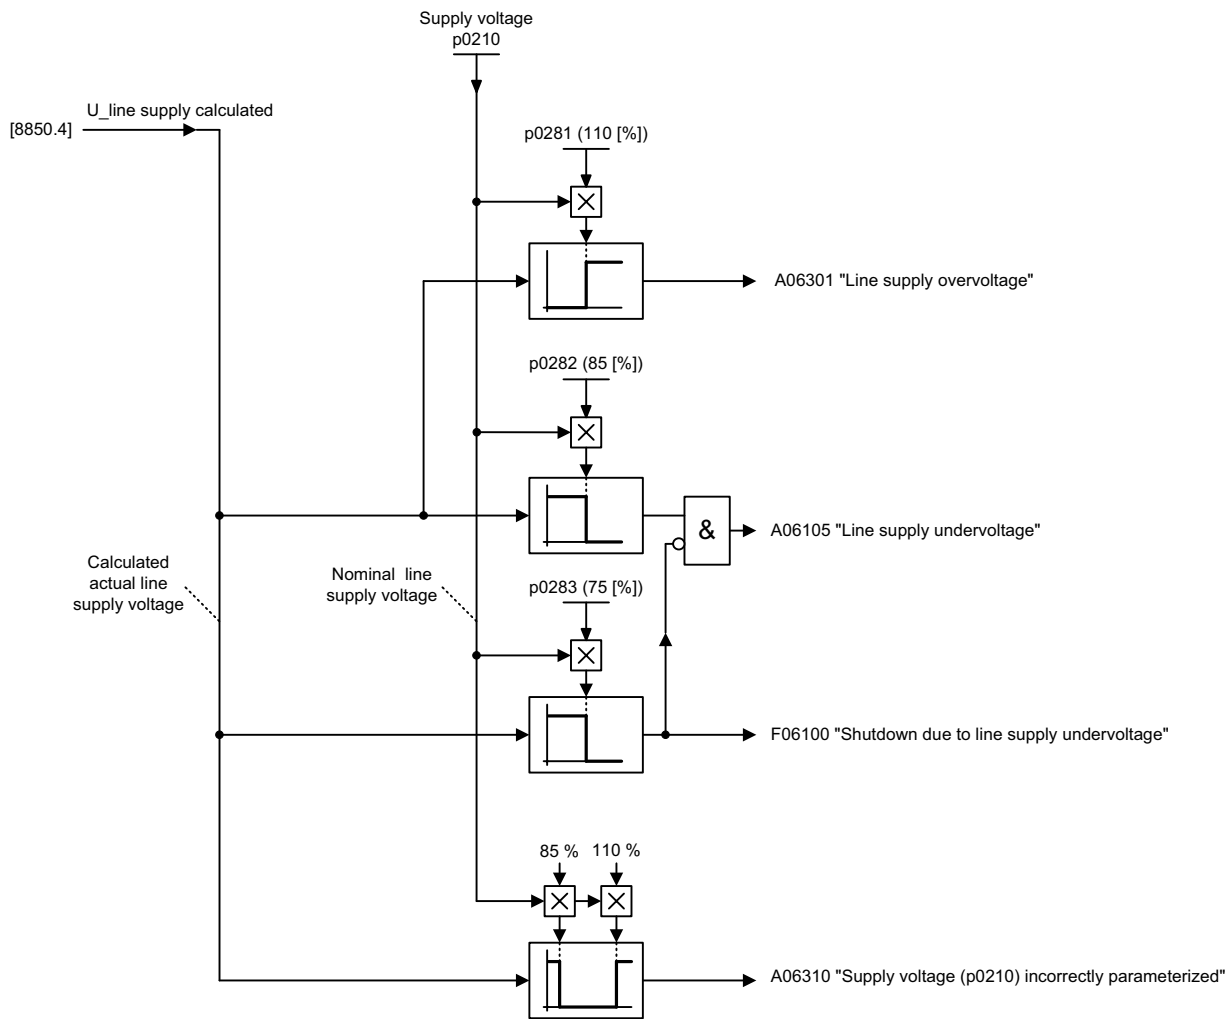 Supply voltage
p0210
U_line supply calculated
[8850.4]
p0281 (110 [%])
A06301 "Line supply overvoltage"
p0282 (85 [%])
&
A06105 "Line supply undervoltage"
Calculated
actual line
supply voltage
Nominal line
supply voltage
p0283 (75 [%])
F06100 "Shutdown due to line supply undervoltage"
85 %
110 %
A06310 "Supply voltage (p0210) incorrectly parameterized"